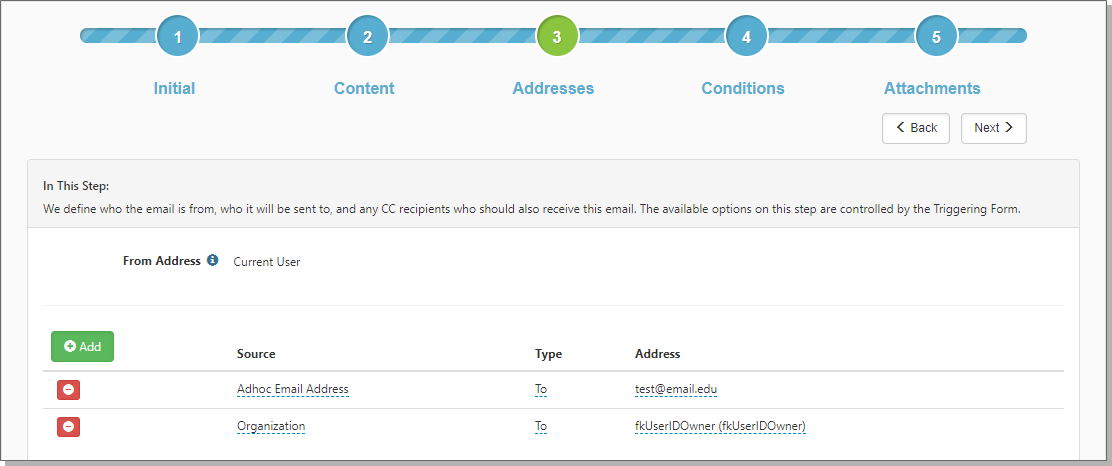 1 2 3 4 5
Initial Content Addresses Conditions Attachments
Back Next
In This Step:
We define who the email is from, who it will be sent to, and any CC recipients who should also receive this email. The available options on this step are controlled by the Triggering Form.
From Address Current User
Add
Source Type Address
Adhoc Email Address To test@email.edu
Organization To fkUserIDOwner (fkUserIDOwner)